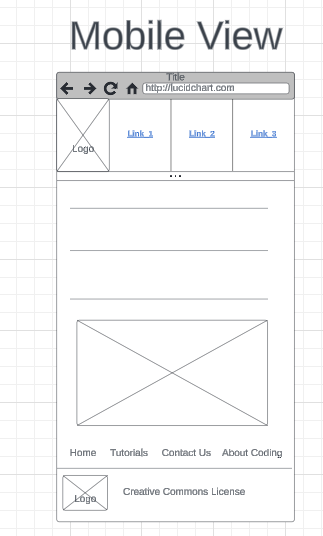 Mobile View
Title
http://lucidchart.com
Logo Link 1 Link 2 Link 3
...
Home Tutorials Contact Us About Coding
Logo Creative Commons License